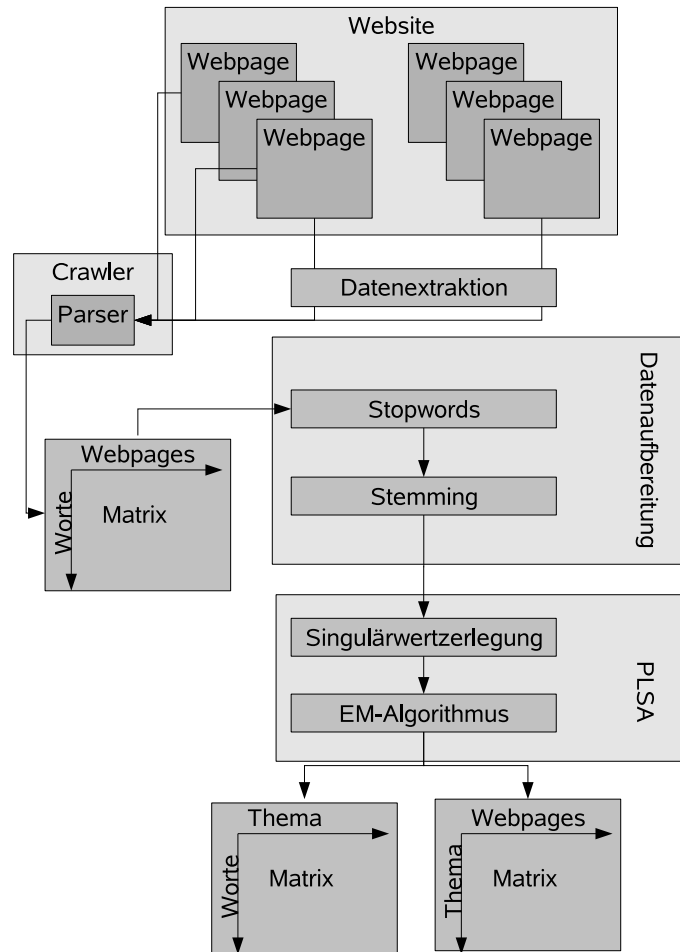 Website
Webpage
Webpage
Webpage
Webpage
Webpage
Webpage
Crawler
Parser
Datenextraktion
Datenaufbereitung
Stopwords
Stemming
Webpages
Worte
Matrix
PLSA
Singulärwertzerlegung
EM-Algorithmus
Thema
Worte
Matrix
Webpages
Thema
Matrix